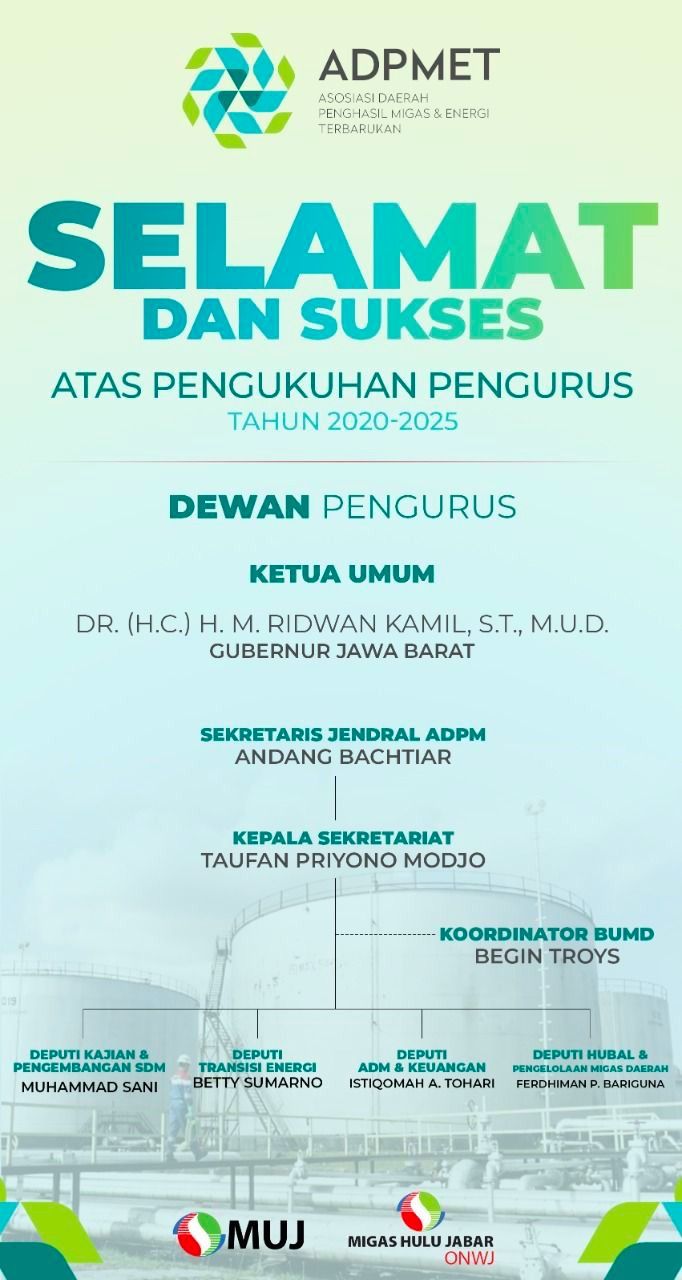 ADPMET
ASOSIASI DAERAH
PENGHASIL MIGAS & ENERGI
TERBARUKAN
SELAMAT
DAN SUKSES
ATAS PENGUKUHAN PENGURUS
TAHUN 2020-2025
DEWAN PENGURUS
KETUA UMUM
DR. (H.C.) H. M. RIDWAN KAMIL, S.T., M.U.D.
GUBERNUR JAWA BARAT
SEKRETARIS JENDRAL ADPM
ANDANG BACHTIAR
KEPALA SEKRETARIAT
TAUFAN PRIYONO MODJO
KOORDINATOR BUMD
BEGIN TROYS
DEPUTI KAJIAN &
PENGEMBANGAN SDM
MUHAMMAD SANI
DEPUTI
TRANSISI ENERGI
BETTY SUMARNO
DEPUTI
ADM & KEUANGAN
ISTIQOMAH A. TOHARI
DEPUTI HUBAL &
PENGELOLAAN MIGAS DAERAH
FERDHIMAN P. BARIGUNA
MUJ
MIGAS HULU JABAR
ONWJ